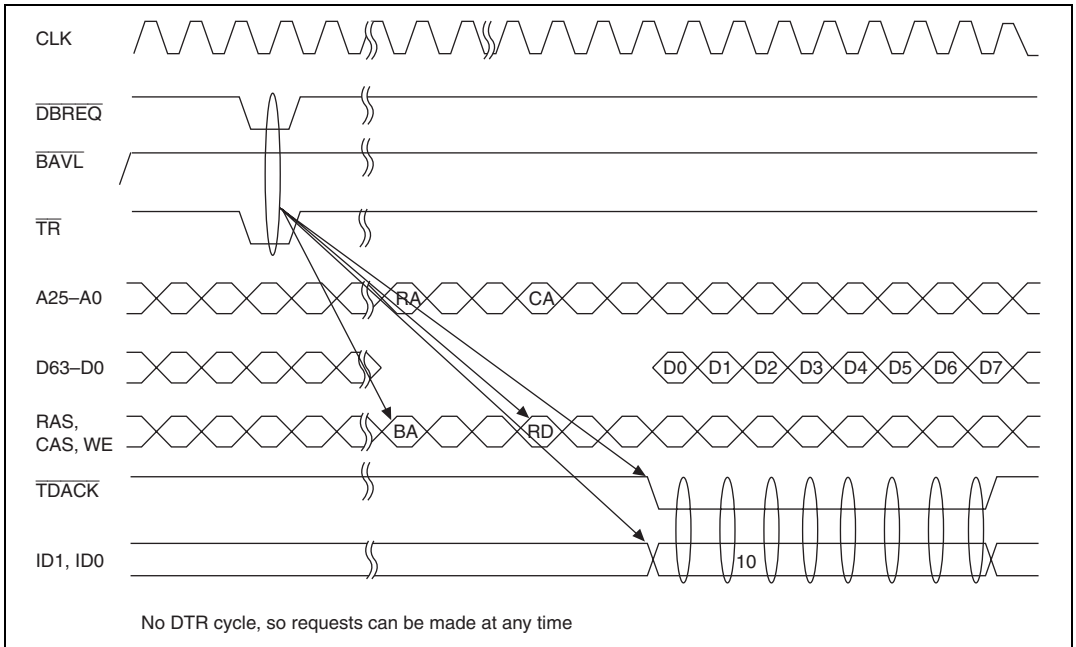 CLK
DBREQ
BAVL
TR
A25–A0 RA CA
D63–D0 D0 D1 D2 D3 D4 D5 D6 D7
RAS,
CAS, WE BA RD
TDACK
ID1, ID0 10
No DTR cycle, so requests can be made at any time